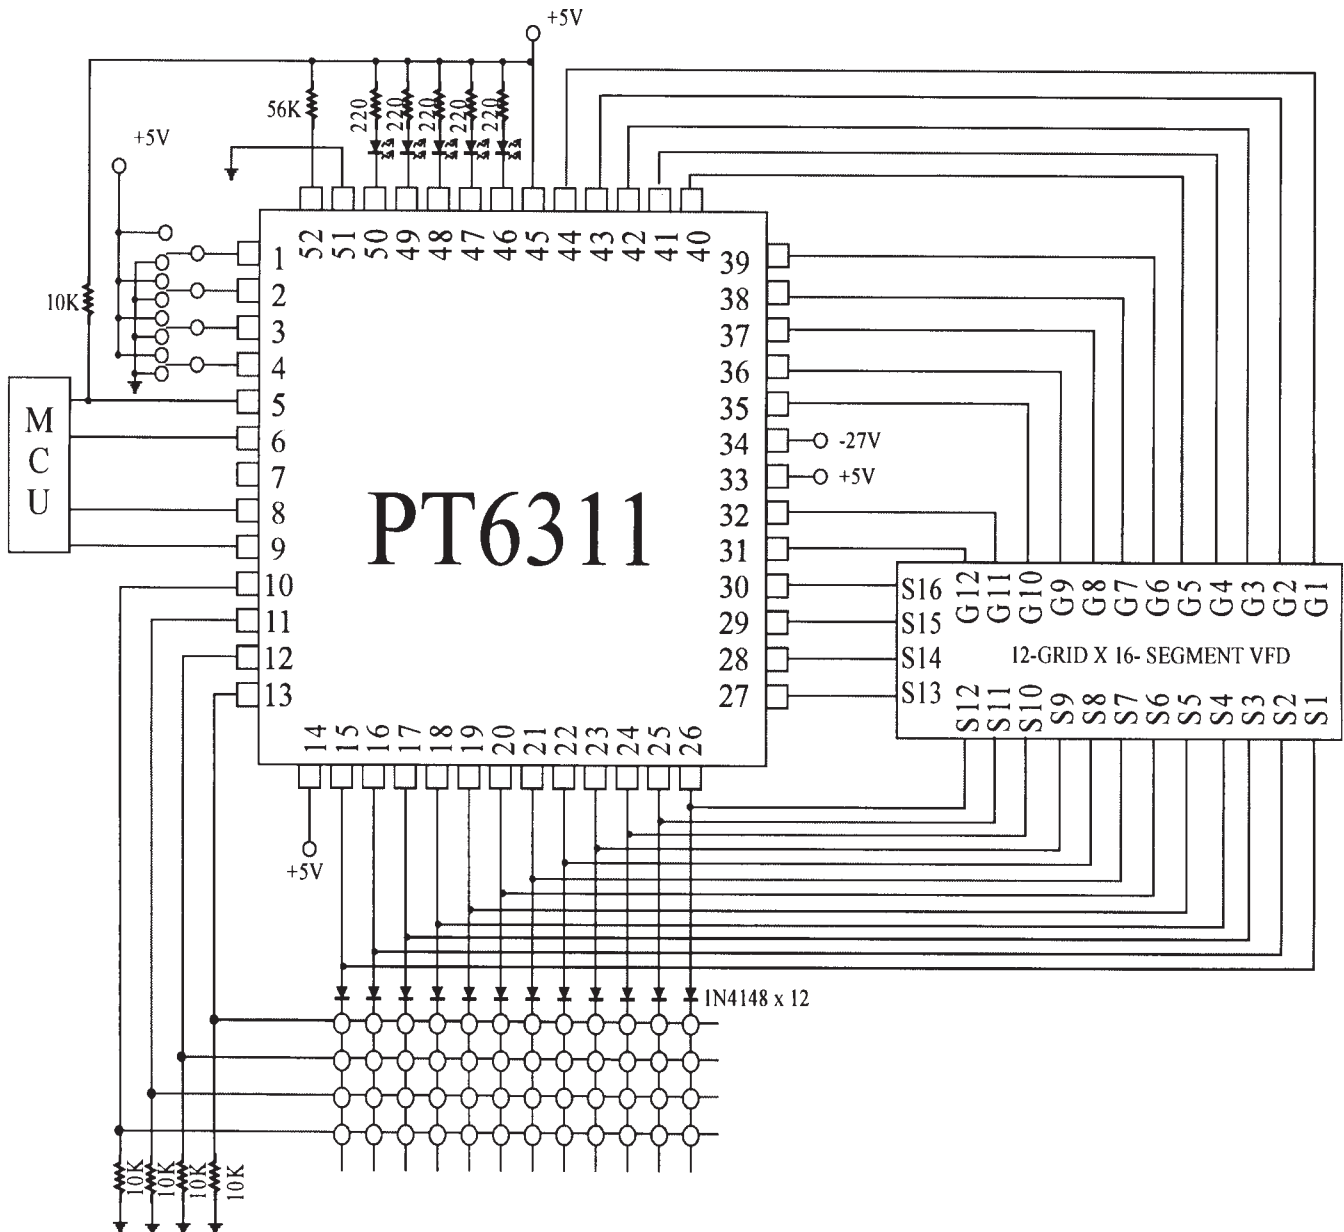 +5V
56K
220
220
220
220
220
+5V
10K
52
51
50
49
48
47
46
45
44
43
42
41
40
1
2
3
4
5
6
7
8
9
10
11
12
13
39
38
37
36
35
34
33
32
31
30
29
28
27
-27V
+5V
MCU
PT6311
14
15
16
17
18
19
20
21
22
23
24
25
26
S16
S15
S14
S13
G12
G11
G10
G9
G8
G7
G6
G5
G4
G3
G2
G1
12-GRID X 16- SEGMENT VFD
S12
S11
S10
S9
S8
S7
S6
S5
S4
S3
S2
S1
+5V
1N4148 x 12
10K
10K
10K
10K